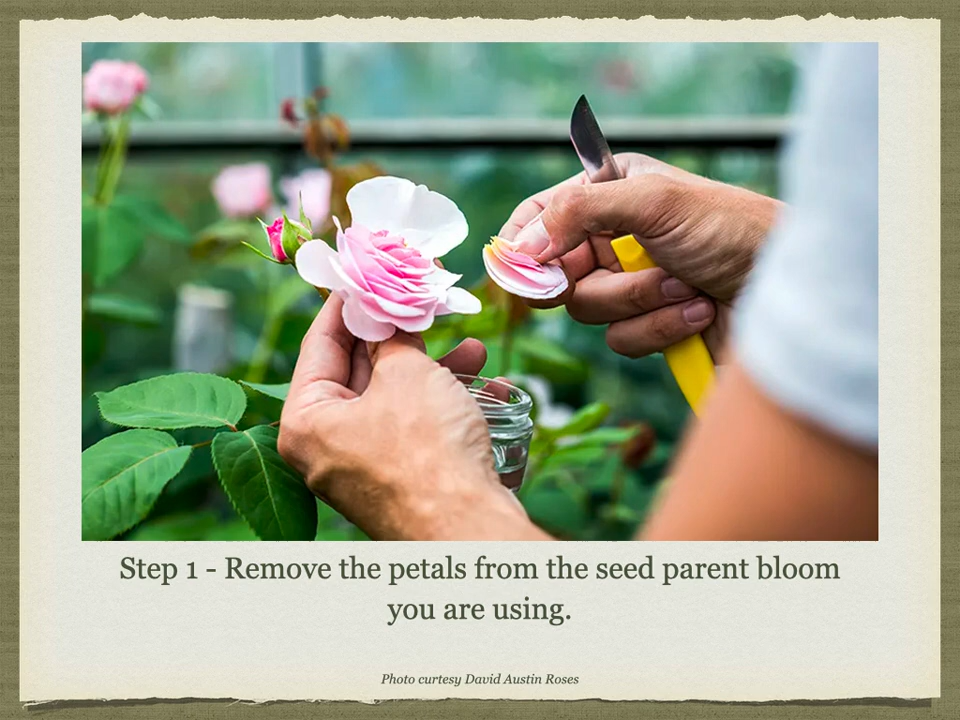 Step 1 - Remove the petals from the seed parent bloom
you are using.
Photo curtesy David Austin Roses